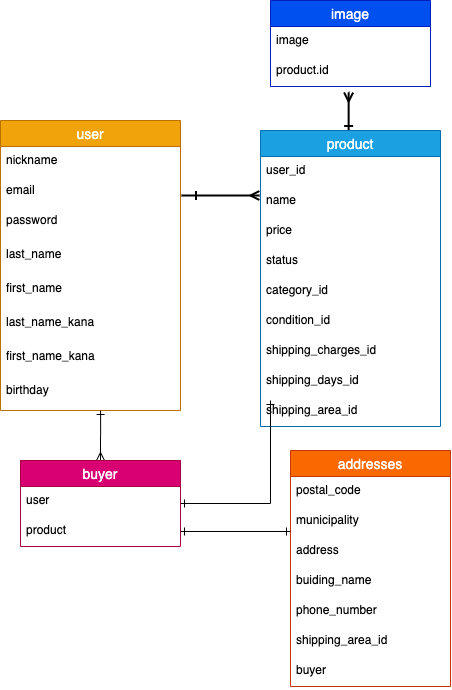 image
image
product.id
user
nickname
email
password
last_name
first_name
last_name_kana
first_name_kana
birthday
product
user_id
name
price
status
category_id
condition_id
shipping_charges_id
shipping_days_id
shipping_area_id
buyer
user
product
addresses
postal_code
municipality
address
buiding_name
phone_number
shipping_area_id
buyer